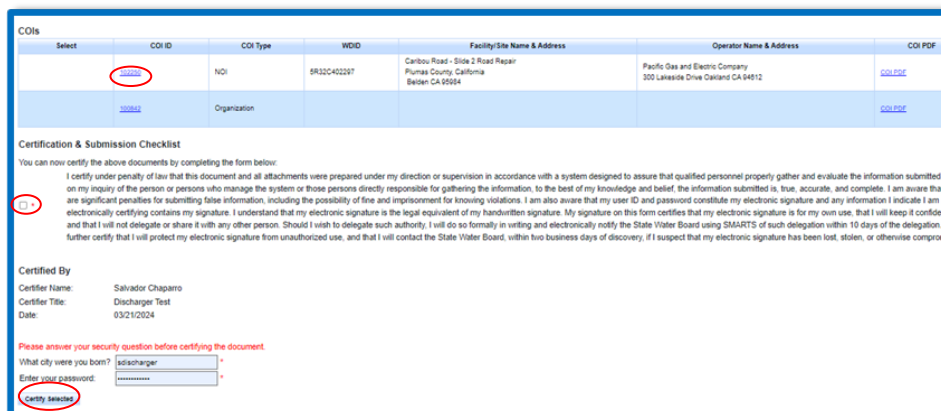 COIs
Select COI ID COI Type WDID Facility/Site Name & Address Operator Name & Address COI PDF
NOI 5R32C402297 Caribou Road - Slide 2 Road Repair Pacific Gas and Electric Company COI PDF
Plumas County, California 300 Lakeside Drive Oakland CA 94612
Belden CA 95984
100842 Organization COI PDF
Certification & Submission Checklist
You can now certify the above documents by completing the form below:
I certify under penalty of law that this document and all attachments were prepared under my direction or supervision in accordance with a system designed to assure that qualified personnel properly gather and evaluate the information submitted
on my inquiry of the person or persons who manage the system or those persons directly responsible for gathering the information, to the best of my knowledge and belief, the information submitted is, true, accurate, and complete. I am aware tha
are significant penalties for submitting false information, including the possibility of fine and imprisonment for knowing violations. I am also aware that my user ID and password constitute my electronic signature and any information I indicate I am
electronically certifying contains my signature. I understand that my electronic signature is the legal equivalent of my handwritten signature. My signature on this form certifies that my electronic signature is for my own use, that I will keep it confide
and that I will not delegate or share it with any other person. Should I wish to delegate such authority, I will do so formally in writing and electronically notify the State Water Board using SMARTS of such delegation within 10 days of the delegation.
further certify that I will protect my electronic signature from unauthorized use, and that I will contact the State Water Board, within two business days of discovery, if I suspect that my electronic signature has been lost, stolen, or otherwise compro
*
Certified By
Certifier Name: Salvador Chaparro
Certifier Title: Discharger Test
Date: 03/21/2024
Please answer your security question before certifying the document.
What city were you born? sdischarger *
Enter your password: •••••••••••• *
Certify Selected